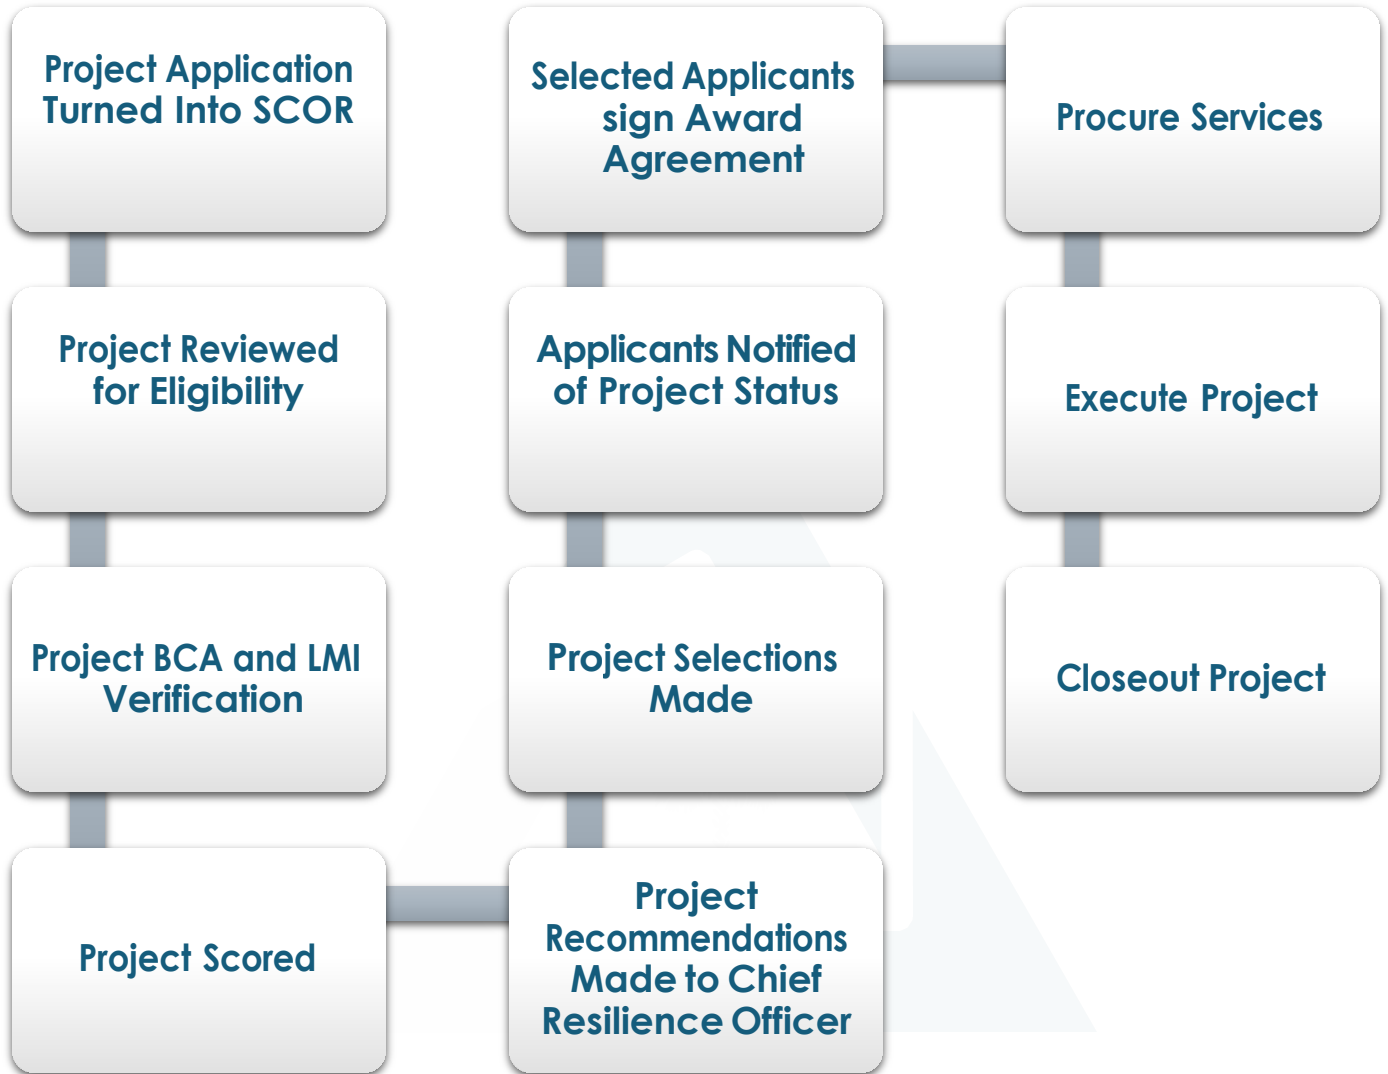 Project Application
Turned Into SCOR
Project Reviewed
for Eligibility
Project BCA and LMI
Verification
Project Scored
Project
Recommendations
Made to Chief
Resilience Officer
Project Selections
Made
Applicants Notified
of Project Status
Selected Applicants
sign Award
Agreement
Procure Services
Execute Project
Closeout Project